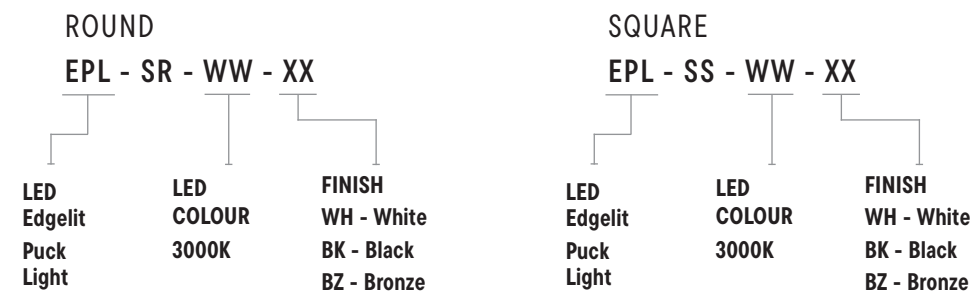 ROUND
EPL - SR - WW - XX
LED
Edgelit
Puck
Light
LED
COLOUR
3000K
FINISH
WH - White
BK - Black
BZ - Bronze
SQUARE
EPL - SS - WW - XX
LED
Edgelit
Puck
Light
LED
COLOUR
3000K
FINISH
WH - White
BK - Black
BZ - Bronze